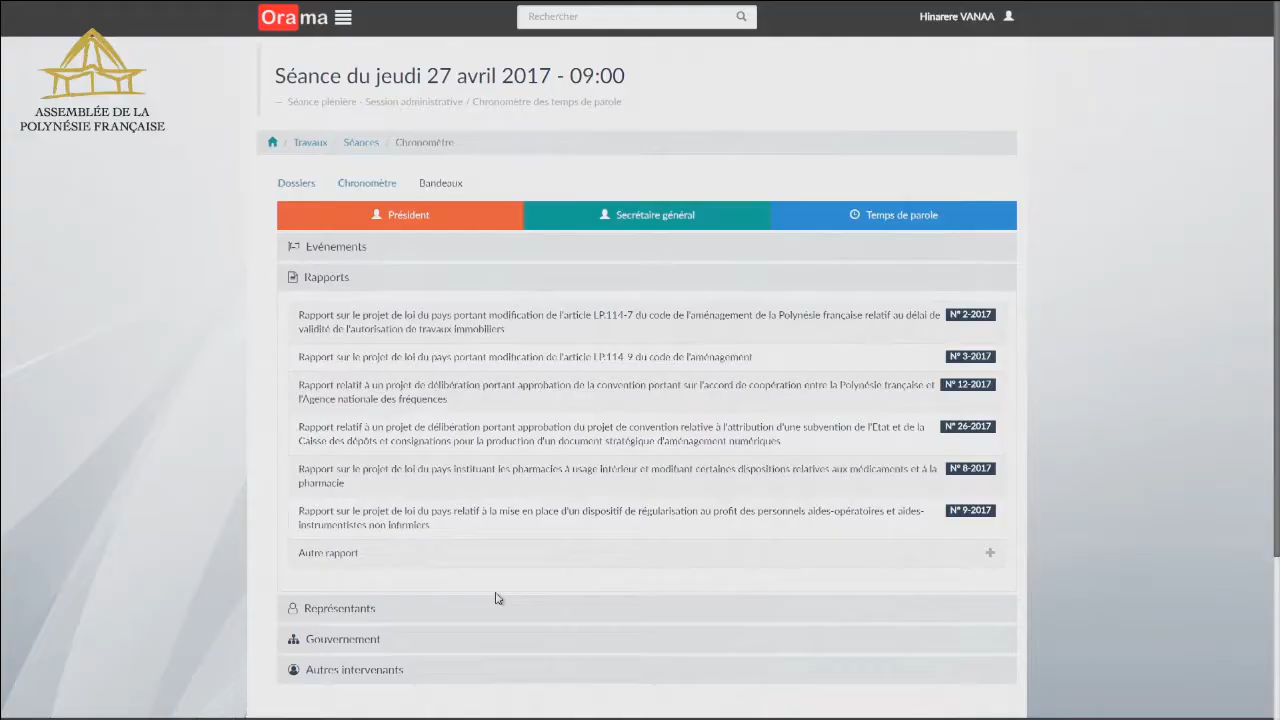 Orama
Rechercher
Hinarere VANAA
ASSEMBLÉE DE LA
POLYNÉSIE FRANÇAISE
Séance du jeudi 27 avril 2017 - 09:00
— Séance plénière - Session administrative / Chronomètre des temps de parole
/ Travaux / Séances / Chronomètre
Dossiers Chronomètre Bandeaux
Président Secrétaire général Temps de parole
Evénements
Rapports
Rapport sur le projet de loi du pays portant modification de l'article LP.114-7 du code de l'aménagement de la Polynésie française relatif au délai de N° 2-2017
validité de l'autorisation de travaux immobiliers
Rapport sur le projet de loi du pays portant modification de l'article LP.114-9 du code de l'aménagement N° 3-2017
Rapport relatif à un projet de délibération portant approbation de la convention portant sur l'accord de coopération entre la Polynésie française et N° 12-2017
l'Agence nationale des fréquences
Rapport relatif à un projet de délibération portant approbation du projet de convention relative à l'attribution d'une subvention de l'Etat et de la N° 26-2017
Caisse des dépôts et consignations pour la production d'un document stratégique d'aménagement numériques
Rapport sur le projet de loi du pays instituant les pharmacies à usage intérieur et modifiant certaines dispositions relatives aux médicaments et à la N° 8-2017
pharmacie
Rapport sur le projet de loi du pays relatif à la mise en place d'un dispositif de régularisation au profit des personnels aides-opératoires et aides- N° 9-2017
instrumentistes non infirmiers
Autre rapport
Représentants
Gouvernement
Autres intervenants